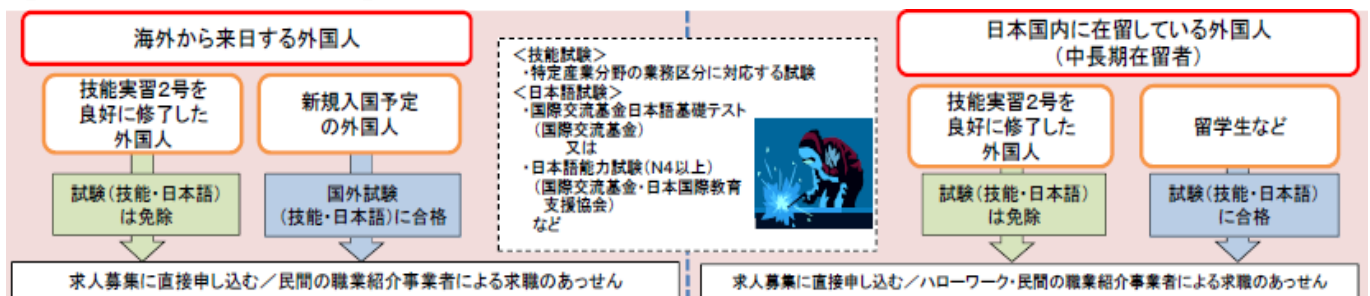 海外から来日する外国人
技能実習2号を
良好に修了した
外国人
新規入国予定
の外国人
試験(技能・日本語)
は免除
国外試験
(技能・日本語)に合格
求人募集に直接申し込む/民間の職業紹介事業者による求職のあっせん
<技能試験>
・特定産業分野の業務区分に対応する試験
<日本語試験>
・国際交流基金日本語基礎テスト
(国際交流基金)
又は
・日本語能力試験(N4以上)
(国際交流基金・日本国際教育
支援協会)
など
日本国内に在留している外国人
(中長期在留者)
技能実習2号を
良好に修了した
外国人
留学生など
試験(技能・日本語)
は免除
試験(技能・日本語)
に合格
求人募集に直接申し込む/ハローワーク・民間の職業紹介事業者による求職のあっせん